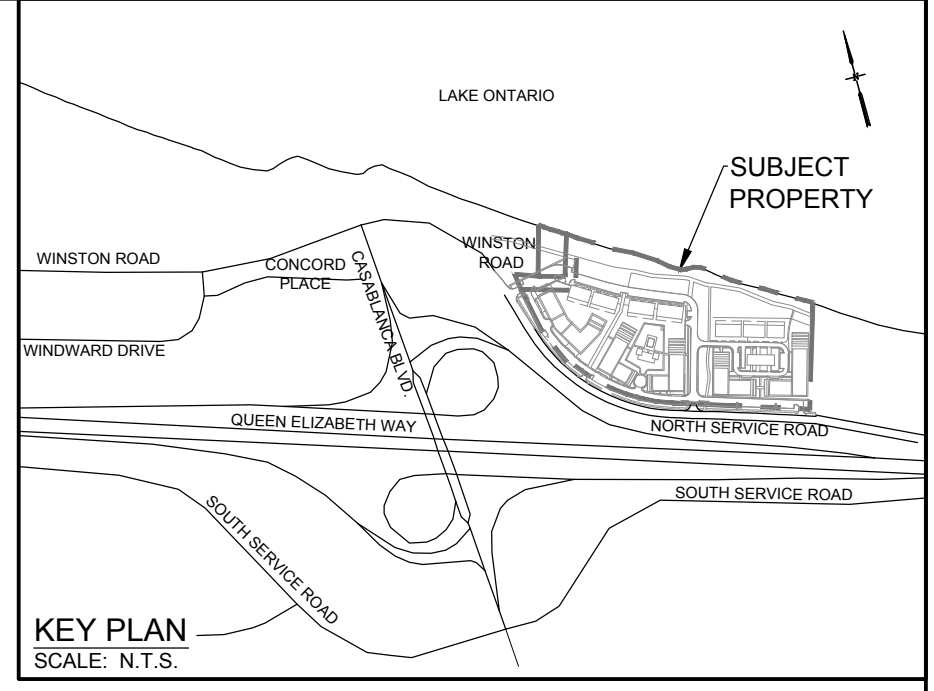 LAKE ONTARIO
SUBJECT
PROPERTY
WINSTON
ROAD
WINSTON ROAD
CONCORD
PLACE
CASABLANCA BLVD.
WINDWARD DRIVE
QUEEN ELIZABETH WAY
NORTH SERVICE ROAD
SOUTH SERVICE ROAD
SOUTH SERVICE ROAD
KEY PLAN
SCALE: N.T.S.